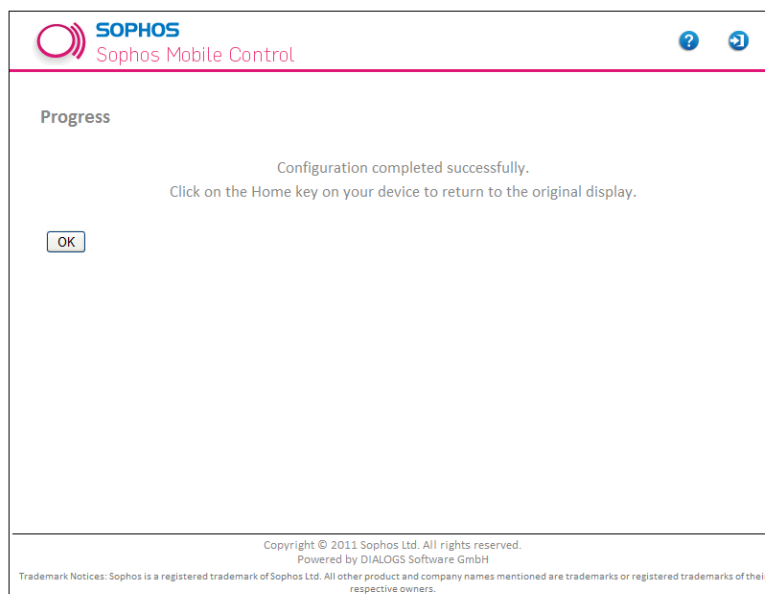 SOPHOS
Sophos Mobile Control
?
Progress
Configuration completed successfully.
Click on the Home key on your device to return to the original display.
OK
Copyright © 2011 Sophos Ltd. All rights reserved.
Powered by DIALOGS Software GmbH
Trademark Notices: Sophos is a registered trademark of Sophos Ltd. All other product and company names mentioned are trademarks or registered trademarks of their
respective owners.